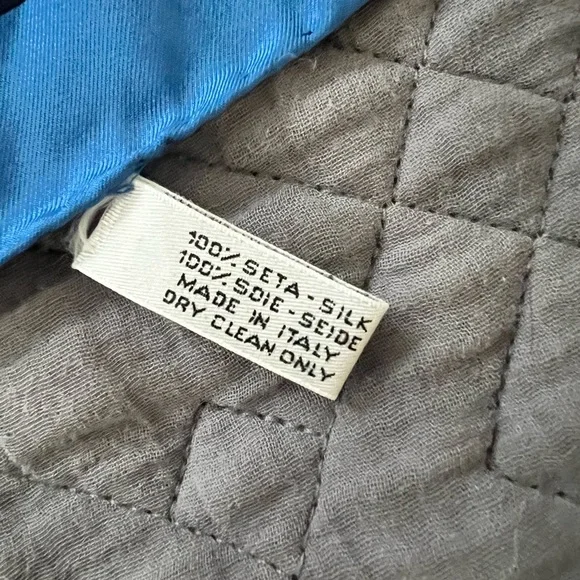 100% SETA - SILK
100% SOIE - SEIDE
MADE IN ITALY
DRY CLEAN ONLY